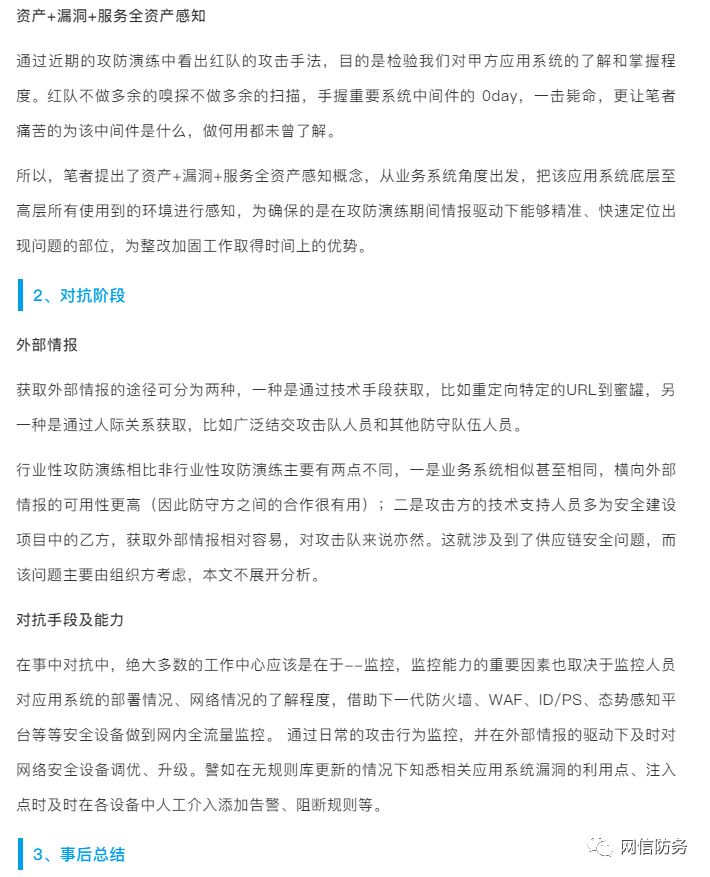 资产+漏洞+服务全资产感知
通过近期的攻防演练中看出红队的攻击手法，目的是检验我们对甲方应用系统的了解和掌握程
度。红队不做多余的嗅探不做多余的扫描，手握重要系统中间件的 0day，一击毙命，更让笔者
痛苦的为该中间件是什么，做何用都未曾了解。
所以，笔者提出了资产+漏洞+服务全资产感知概念，从业务系统角度出发，把该应用系统底层至
高层所有使用到的环境进行感知，为确保的是在攻防演练期间情报驱动下能够精准、快速定位出
现问题的部位，为整改加固工作取得时间上的优势。
2、对抗阶段
外部情报
获取外部情报的途径可分为两种，一种是通过技术手段获取，比如重定向特定的URL到蜜罐，另
一种是通过人际关系获取，比如广泛结交攻击队人员和其他防守队伍人员。
行业性攻防演练相比非行业性攻防演练主要有两点不同，一是业务系统相似甚至相同，横向外部
情报的可用性更高（因此防守方之间的合作很有用）；二是攻击方的技术支持人员多为安全建设
项目中的乙方，获取外部情报相对容易，对攻击队来说亦然。这就涉及到了供应链安全问题，而
该问题主要由组织方考虑，本文不展开分析。
对抗手段及能力
在事中对抗中，绝大多数的工作中心应该是在于--监控，监控能力的重要因素也取决于监控人员
对应用系统的部署情况、网络情况的了解程度，借助下一代防火墙、WAF、ID/PS、态势感知平
台等等安全设备做到网内全流量监控。 通过日常的攻击行为监控，并在外部情报的驱动下及时对
网络安全设备调优、升级。譬如在无规则库更新的情况下知悉相关应用系统漏洞的利用点、注入
点时及时在各设备中人工介入添加告警、阻断规则等。
3、事后总结
网信防务